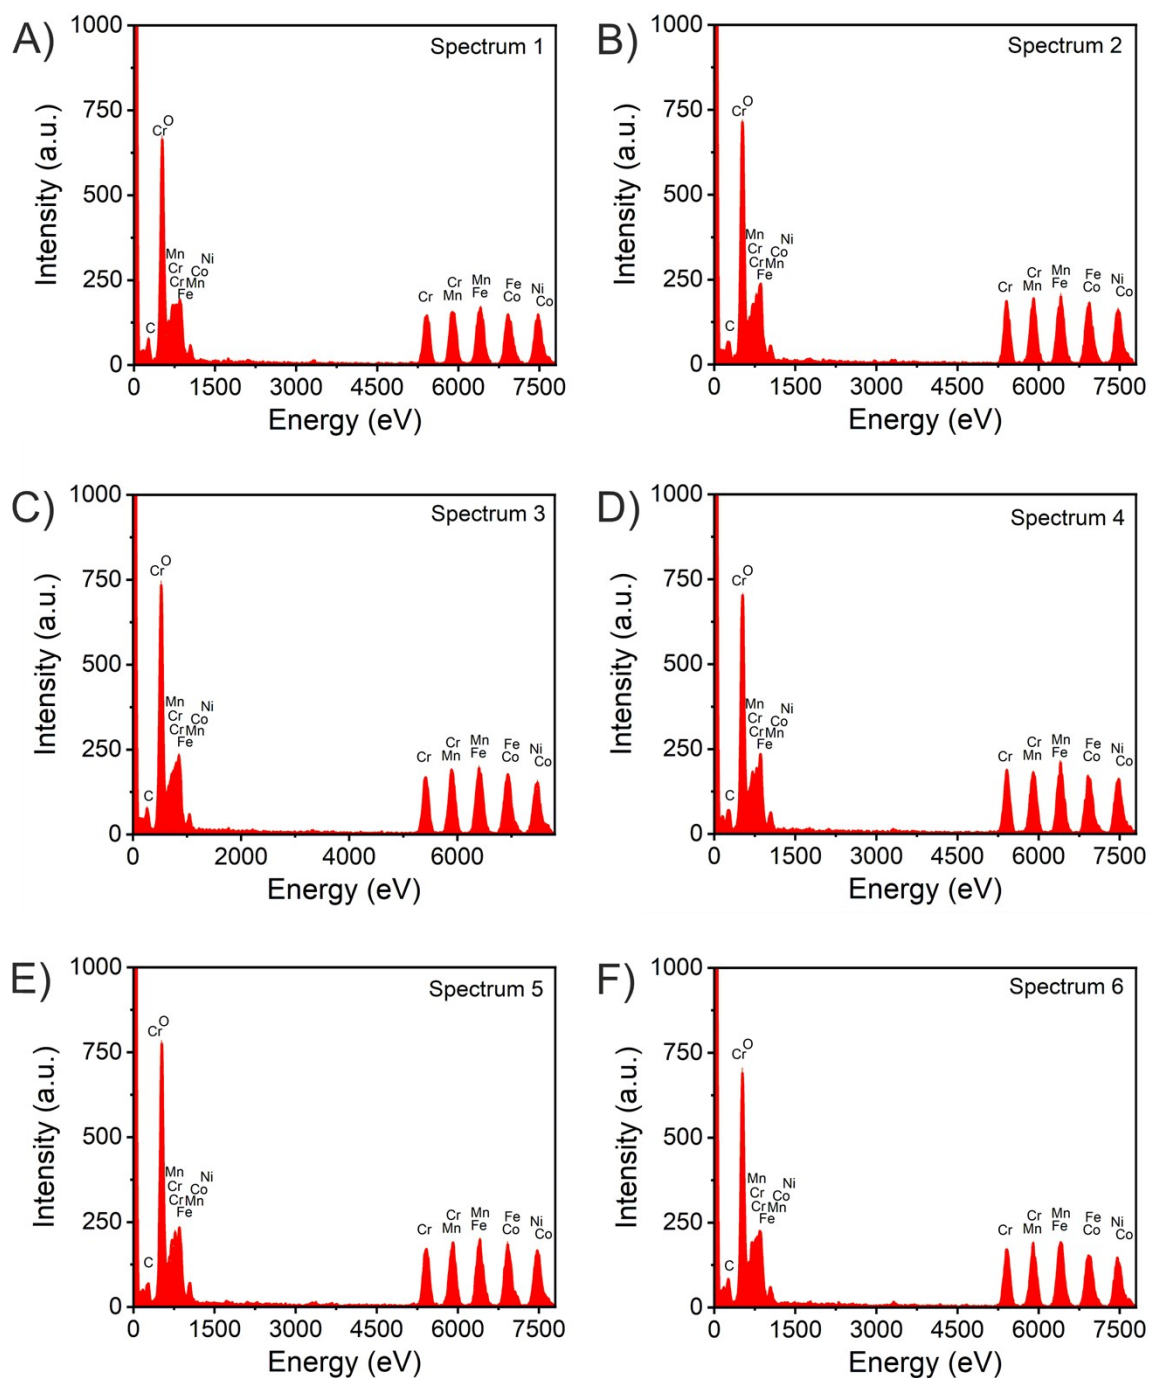 A)
Spectrum 1
Intensity (a.u.)
1000
750
500
250
0
Cr O
Mn
Cr Co Ni
Cr Mn
Fe
C
Cr
Cr
Mn
Mn
Fe
Fe
Co
Ni
Co
0 1500 3000 4500 6000 7500
Energy (eV)
B)
Spectrum 2
Intensity (a.u.)
1000
750
500
250
0
Cr O
Mn Ni
Cr Co
Cr Mn
Fe
C
Cr
Cr
Mn
Mn
Fe
Fe
Co
Ni
Co
0 1500 3000 4500 6000 7500
Energy (eV)
C)
Spectrum 3
Intensity (a.u.)
1000
750
500
250
0
Cr O
Mn Ni
Cr Co
Cr Mn
Fe
C
Cr
Cr
Mn
Mn
Fe
Fe
Co
Ni
Co
0 2000 4000 6000
Energy (eV)
D)
Spectrum 4
Intensity (a.u.)
1000
750
500
250
0
Cr O
Mn Ni
Cr Co
Cr Mn
Fe
C
Cr
Cr
Mn
Mn
Fe
Fe
Co
Ni
Co
0 1500 3000 4500 6000 7500
Energy (eV)
E)
Spectrum 5
Intensity (a.u.)
1000
750
500
250
0
Cr O
Mn Ni
Cr Co
Cr Mn
Fe
C
Cr
Cr
Mn
Mn
Fe
Fe
Co
Ni
Co
0 1500 3000 4500 6000 7500
Energy (eV)
F)
Spectrum 6
Intensity (a.u.)
1000
750
500
250
0
Cr O
Mn Ni
Cr Co
Cr Mn
Fe
C
Cr
Cr
Mn
Mn
Fe
Fe
Co
Ni
Co
0 1500 3000 4500 6000 7500
Energy (eV)